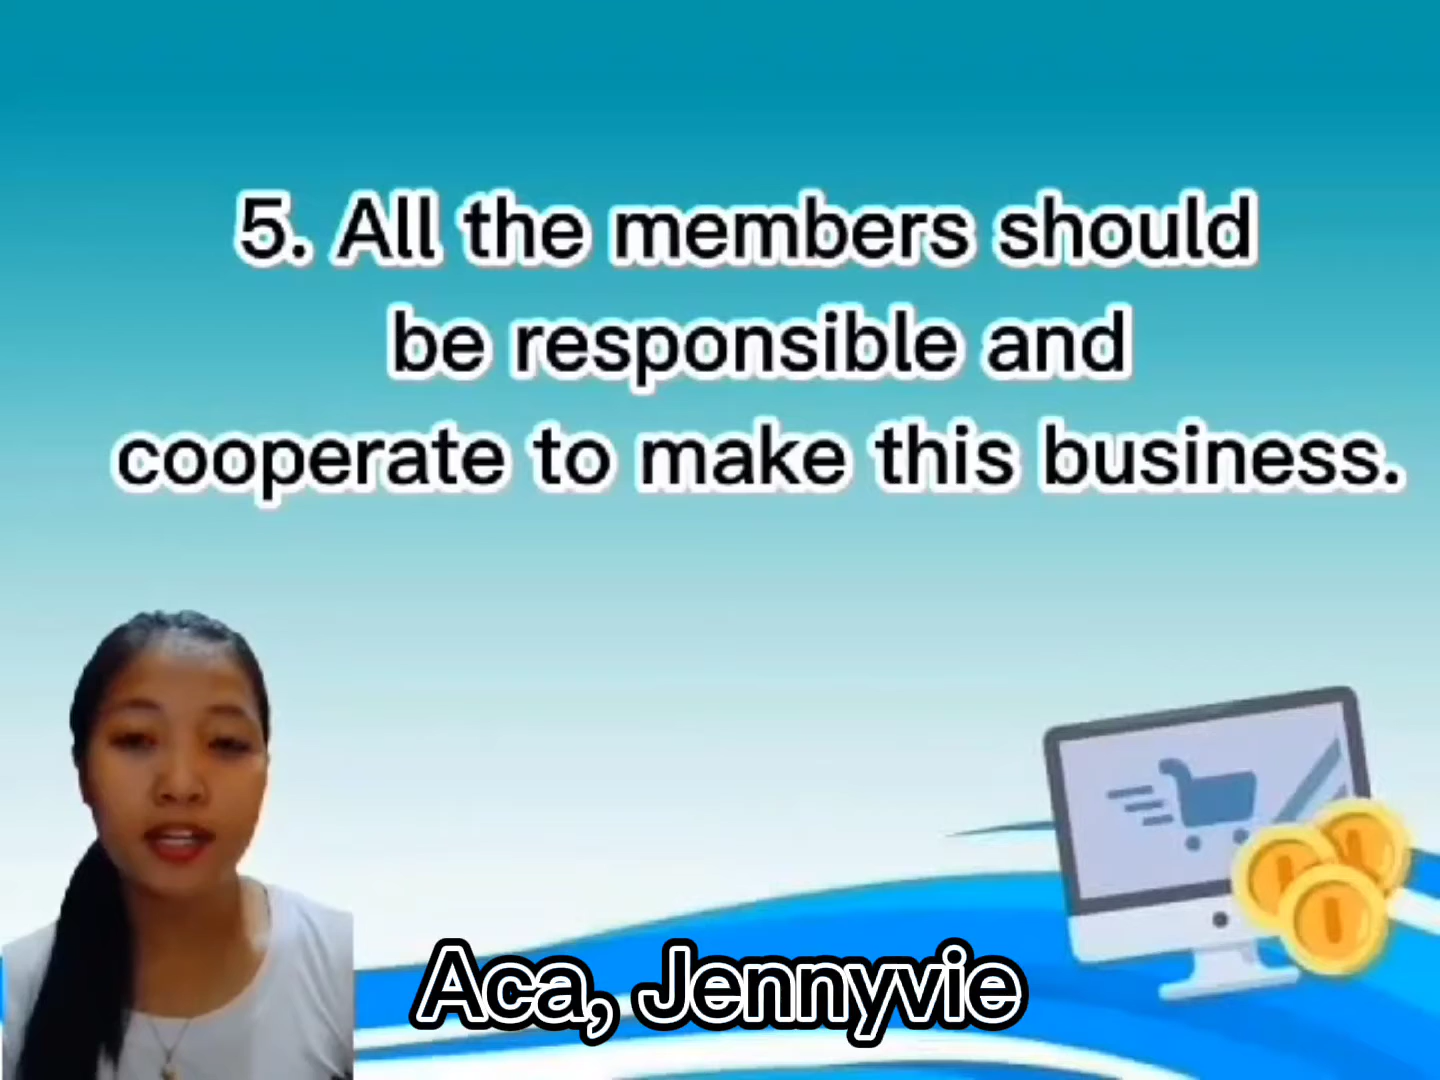 5. All the members should
be responsible and
cooperate to make this business.
Aca, Jennyvie